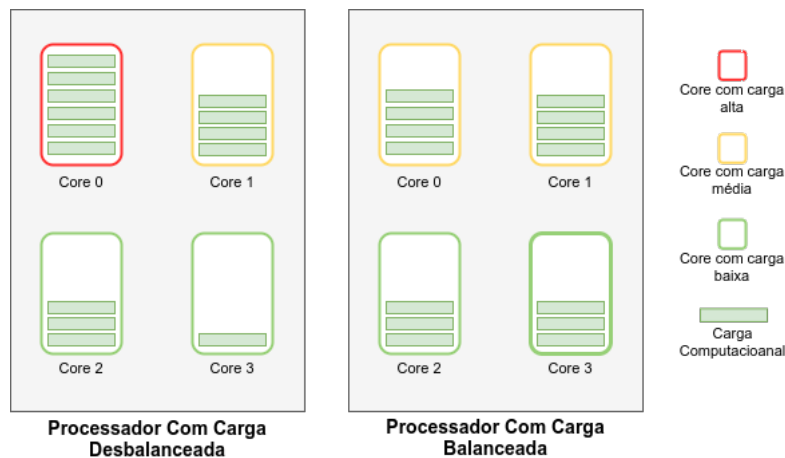 Core 0
Core 1
Core 2
Core 3
Processador Com Carga
Desbalanceada
Core 0
Core 1
Core 2
Core 3
Processador Com Carga
Balanceada
Core com carga
alta
Core com carga
média
Core com carga
baixa
Carga
Computacioanal